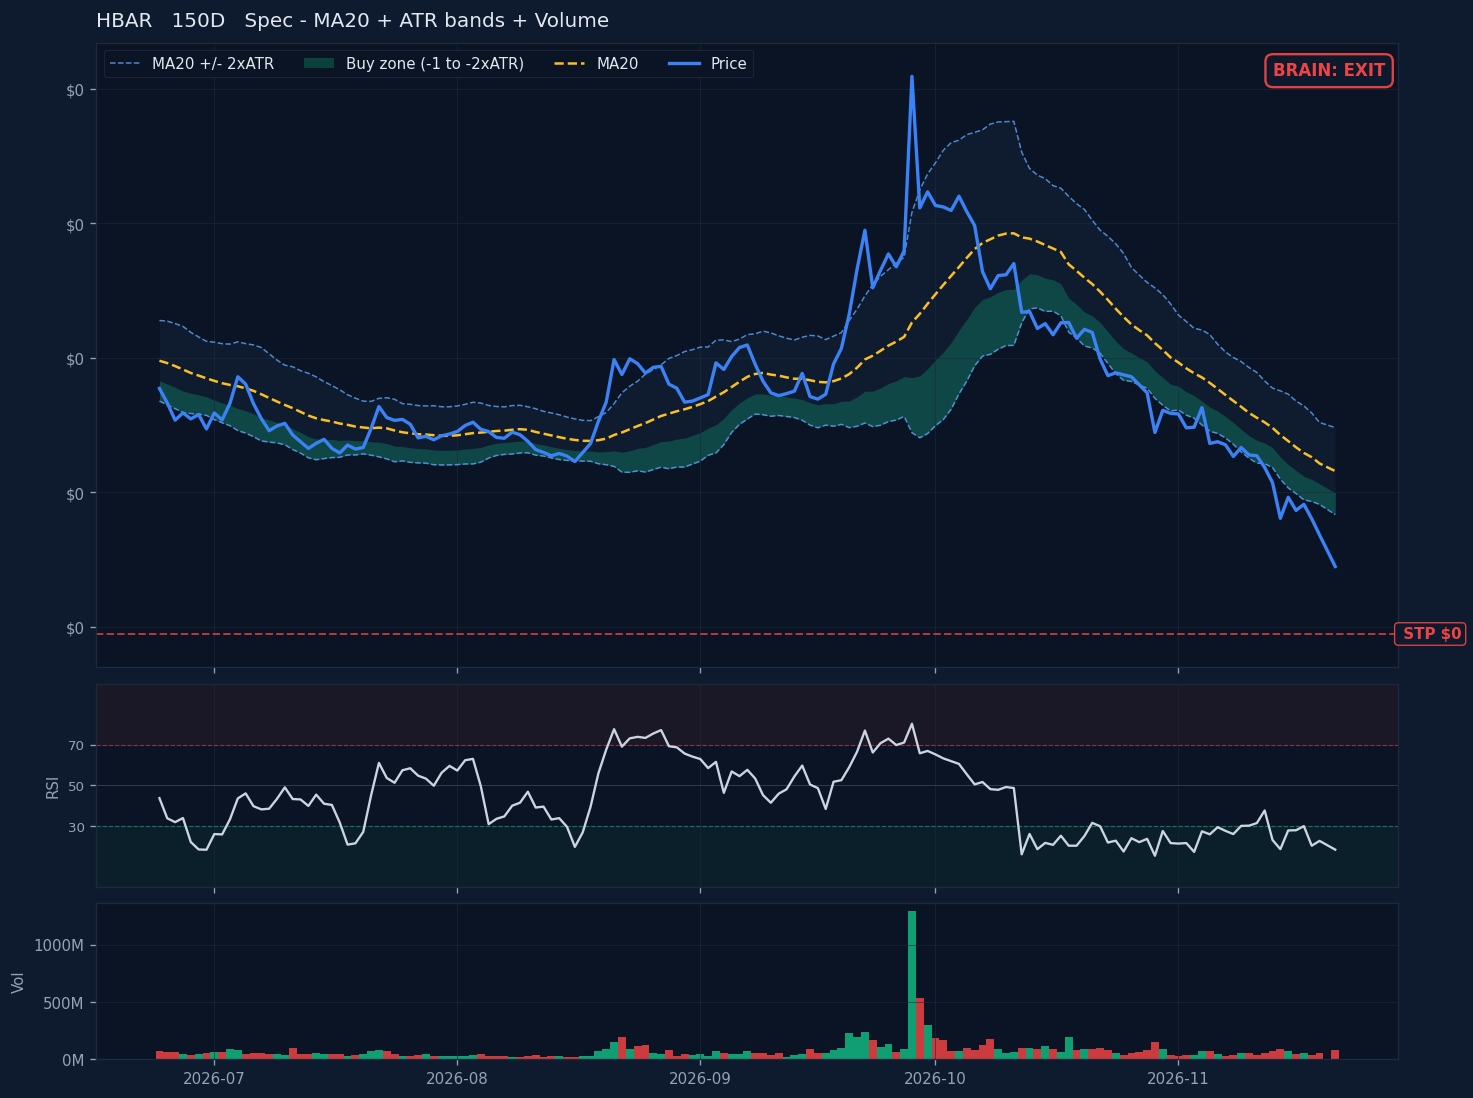 HBAR   150D   Spec - MA20 + ATR bands + Volume
MA20 +/- 2xATR
Buy zone (-1 to -2xATR)
MA20
Price
BRAIN: EXIT
$0
$0
$0
$0
$0
STP $0
RSI
70
50
30
Vol
1000M
500M
0M
2026-07
2026-08
2026-09
2026-10
2026-11